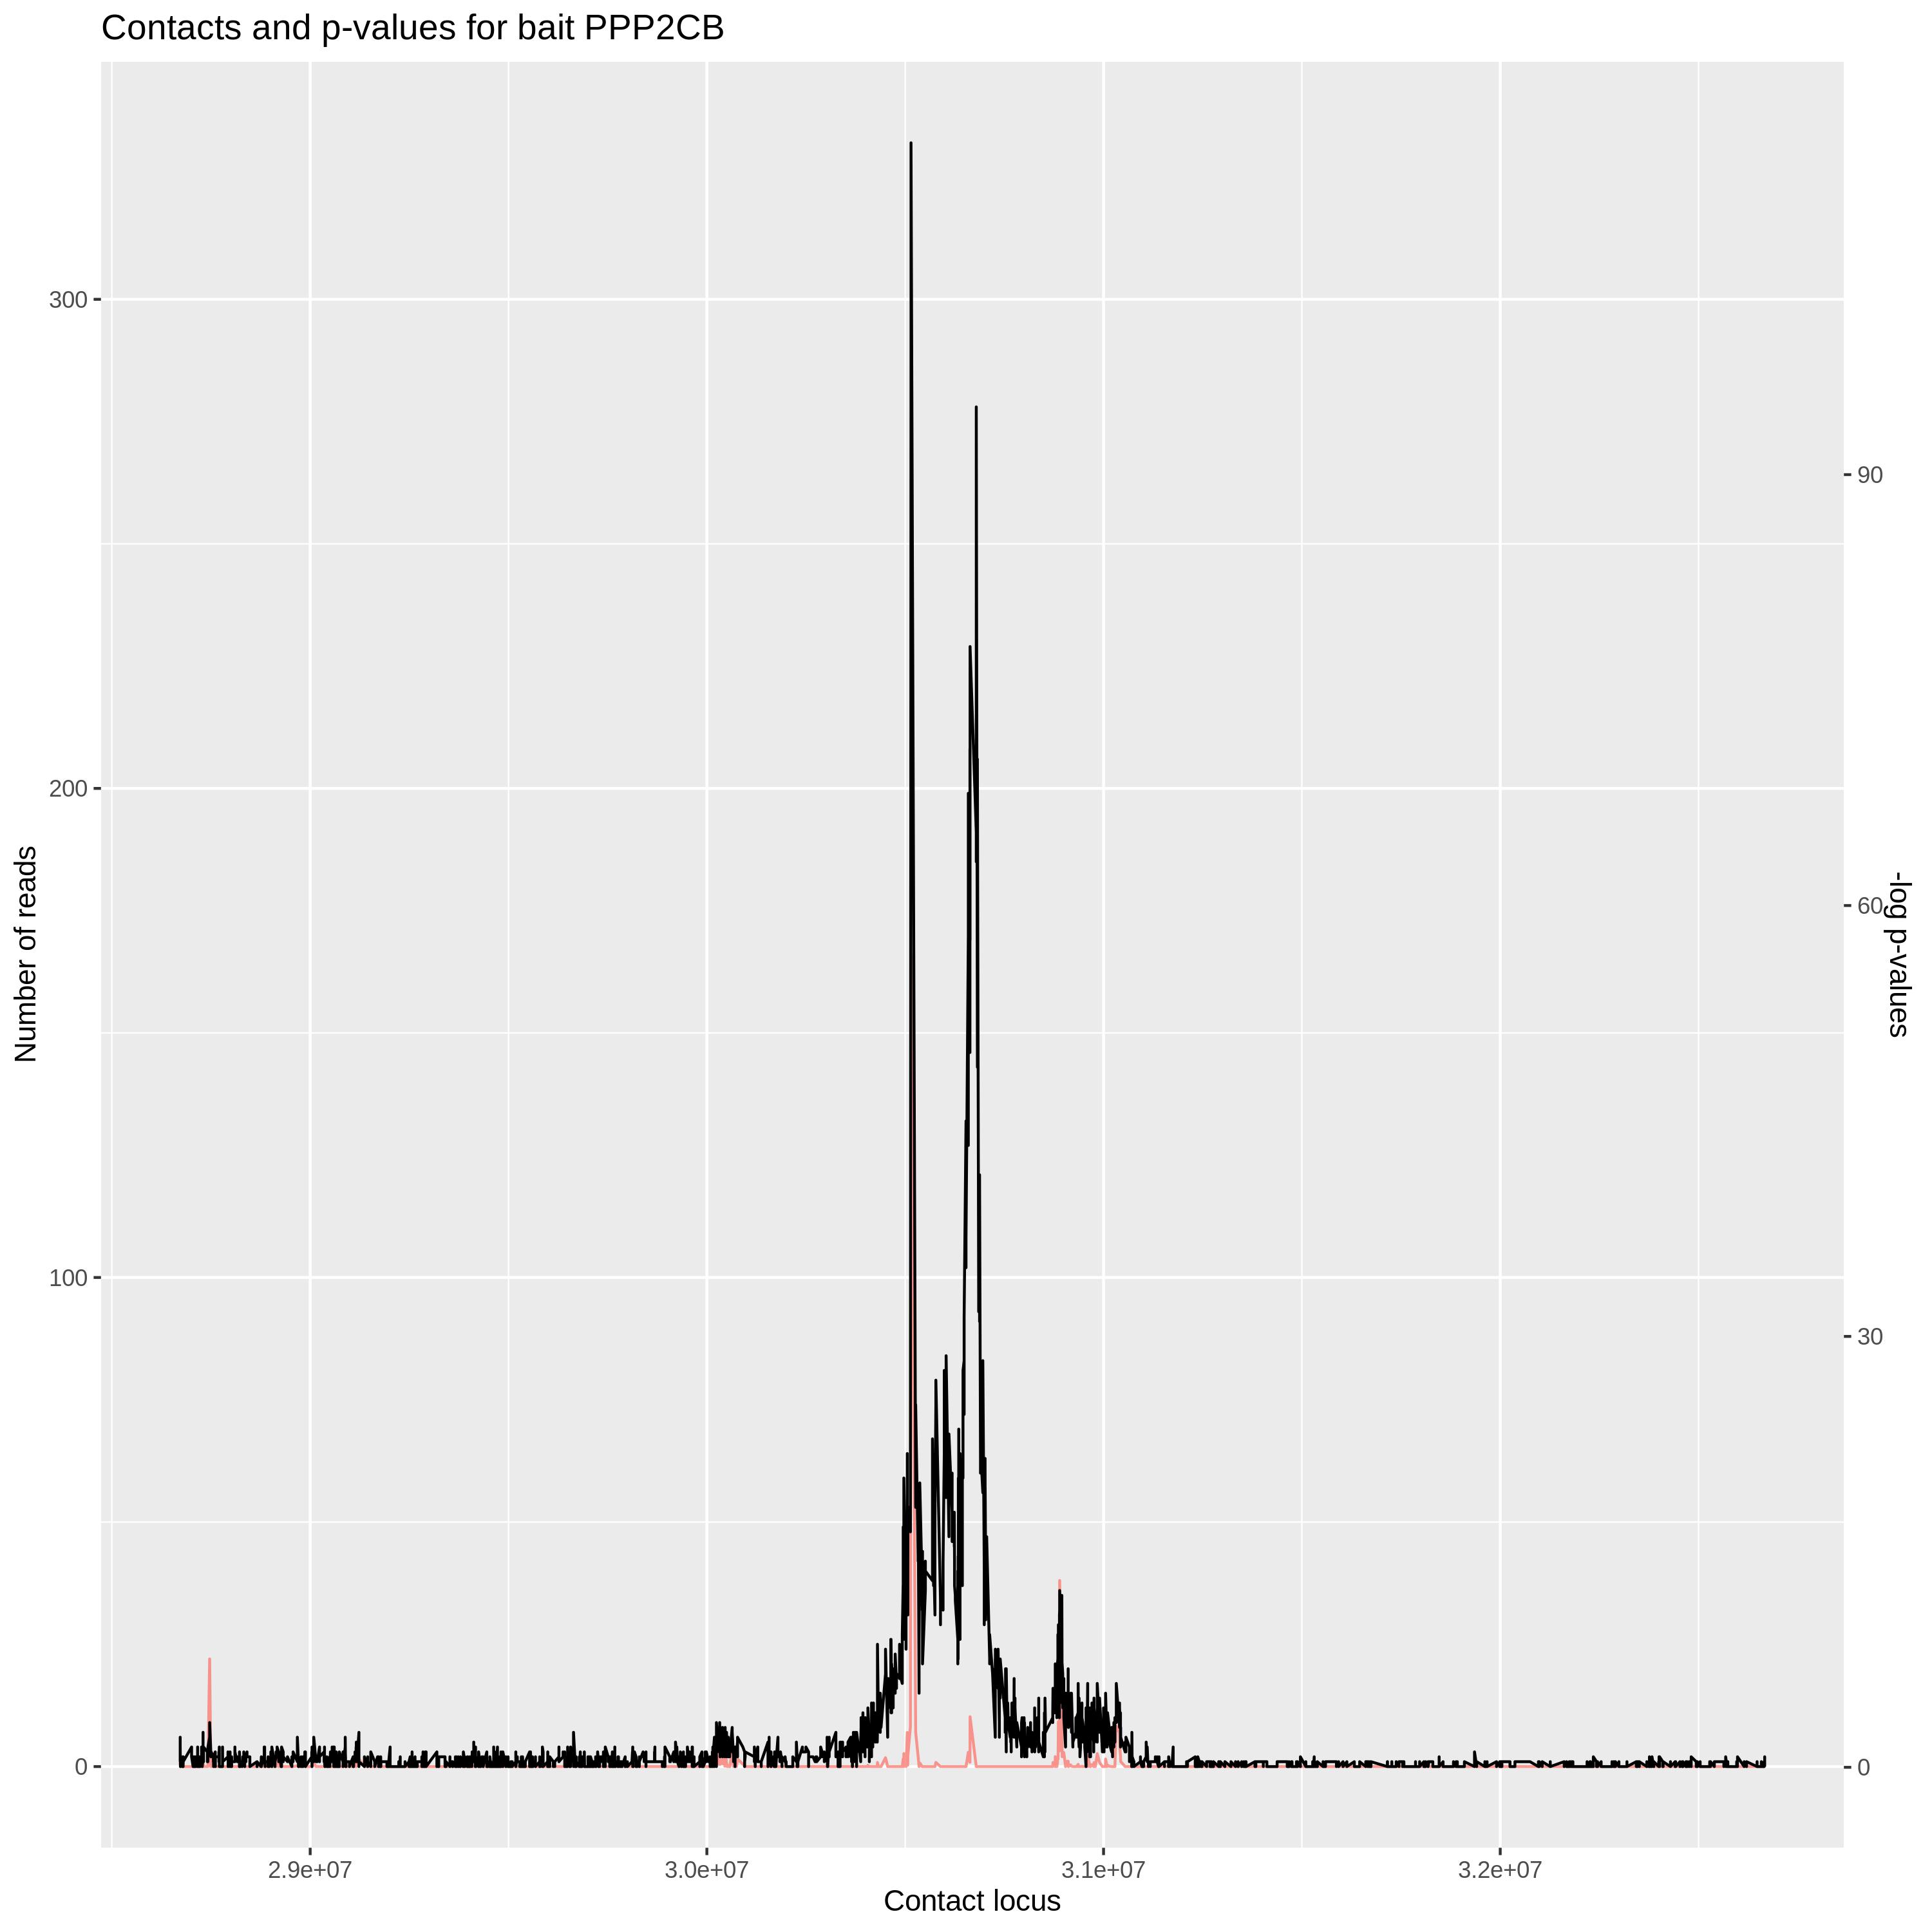 Contacts and p-values for bait PPP2CB
300
200
100
0
Number of reads
90
60
30
0
-log p-values
2.9e+07
3.0e+07
3.1e+07
3.2e+07
Contact locus